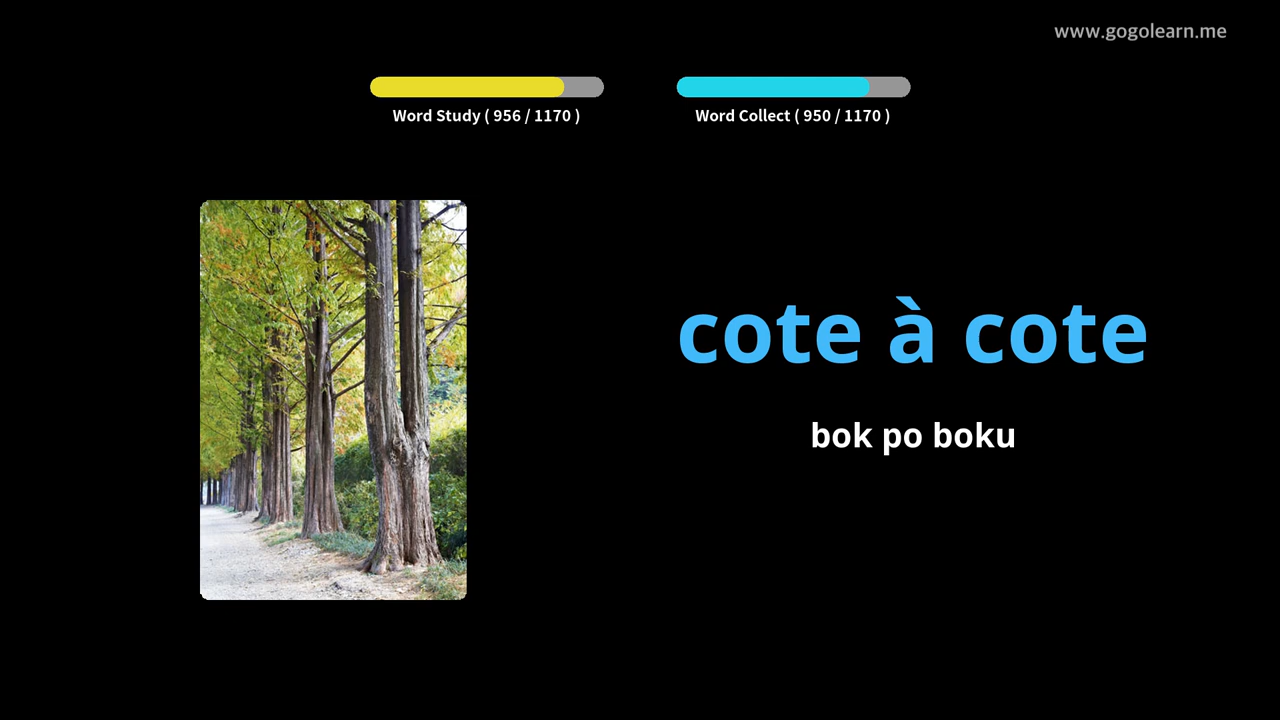 www.gogolearn.me
Word Study ( 956 / 1170 )
Word Collect ( 950 / 1170 )
cote à cote
bok po boku